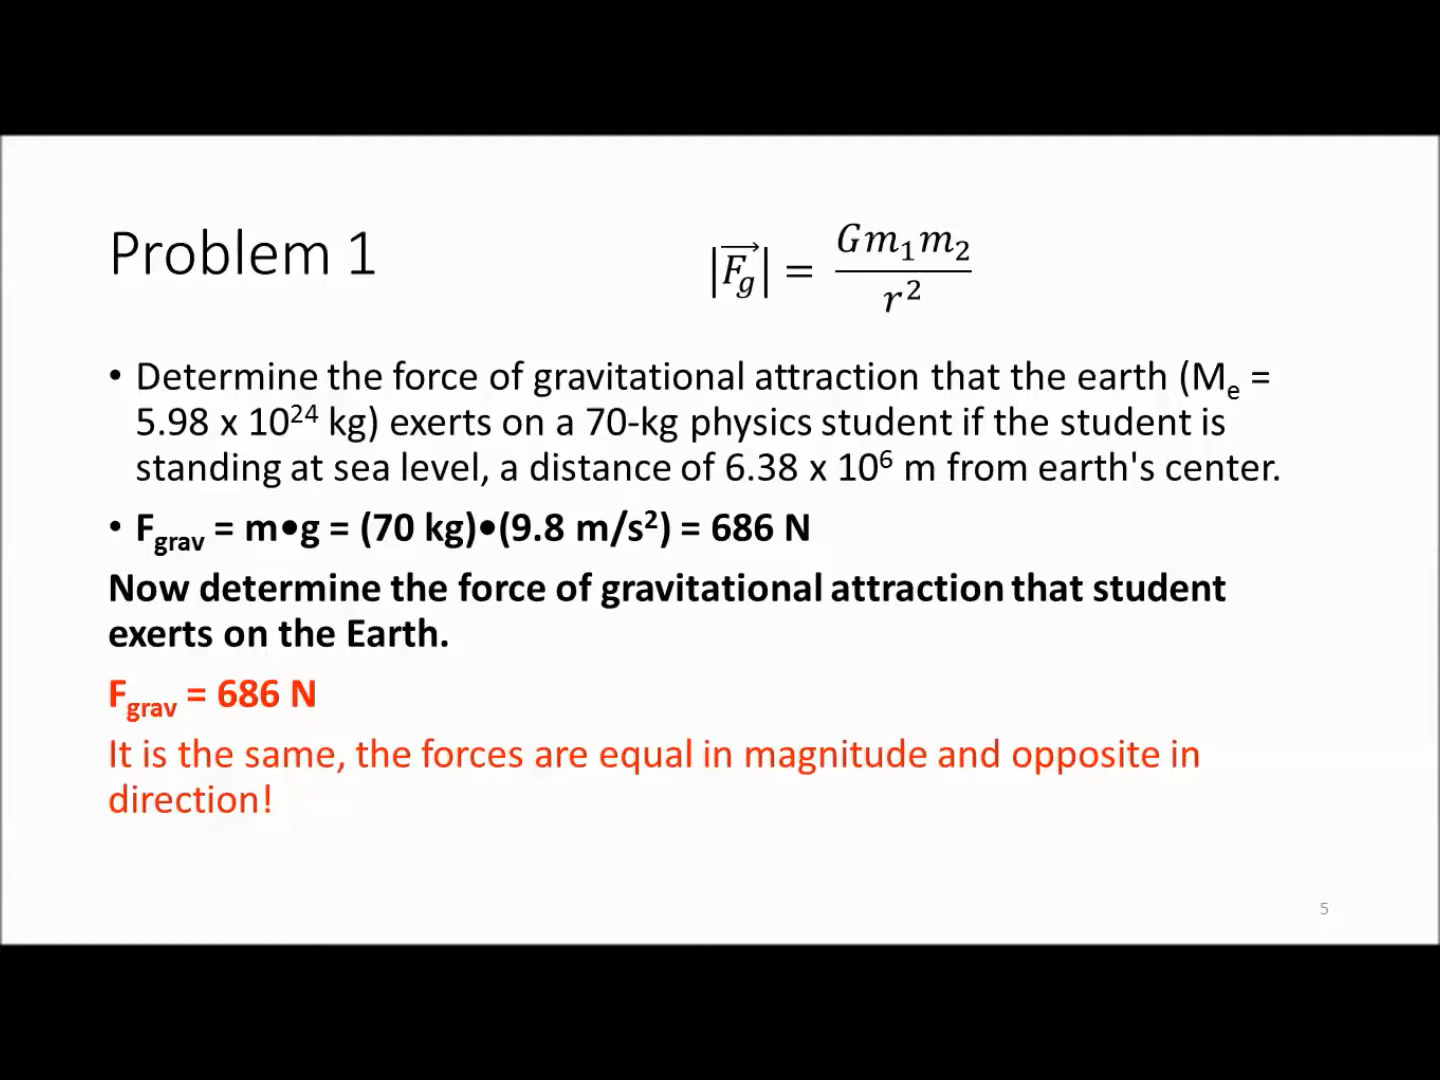 Problem 1
|F⃗g| = Gm₁m₂ / r²
• Determine the force of gravitational attraction that the earth (Mₑ =
5.98 x 10²⁴ kg) exerts on a 70-kg physics student if the student is
standing at sea level, a distance of 6.38 x 10⁶ m from earth's center.
• Fgrav = m•g = (70 kg)•(9.8 m/s²) = 686 N
Now determine the force of gravitational attraction that student
exerts on the Earth.
Fgrav = 686 N
It is the same, the forces are equal in magnitude and opposite in
direction!
5